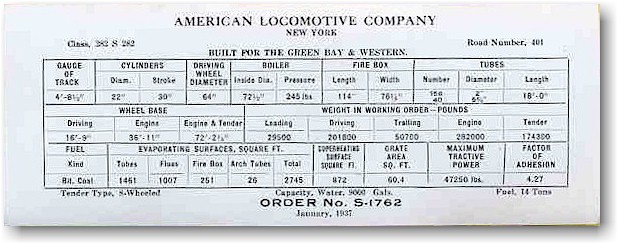 AMERICAN LOCOMOTIVE COMPANY
NEW YORK
Class, 282 S 282 Road Number, 401
BUILT FOR THE GREEN BAY & WESTERN.
GAUGE OF TRACK CYLINDERS DRIVING WHEEL DIAMETER BOILER FIRE BOX TUBES
Diam. Stroke Inside Dia. Pressure Length Width Number Diameter Length
4'-8½" 22" 30" 64" 72½" 245 lbs. 114" 76¼" 40 2" 18'-0"
WHEEL BASE WEIGHT IN WORKING ORDER—POUNDS
Driving Engine Engine & Tender Leading Driving Trailing Engine Tender
16'-9" 36'-11" 72'-2¼" 29500 201800 50700 282000 174300
FUEL EVAPORATING SURFACES, SQUARE FT. SUPERHEATING SURFACE SQUARE FT. GRATE AREA SQ. FT. MAXIMUM TRACTIVE POWER FACTOR OF ADHESION
Kind Tubes Flues Fire Box Arch Tubes Total
Bit. Coal 1461 1007 251 26 2745 872 60.4 47250 lbs. 4.27
Tender Type, 8-Wheeled Capacity, Water, 9000 Gals. Fuel, 14 Tons
ORDER No. S-1762
January, 1937